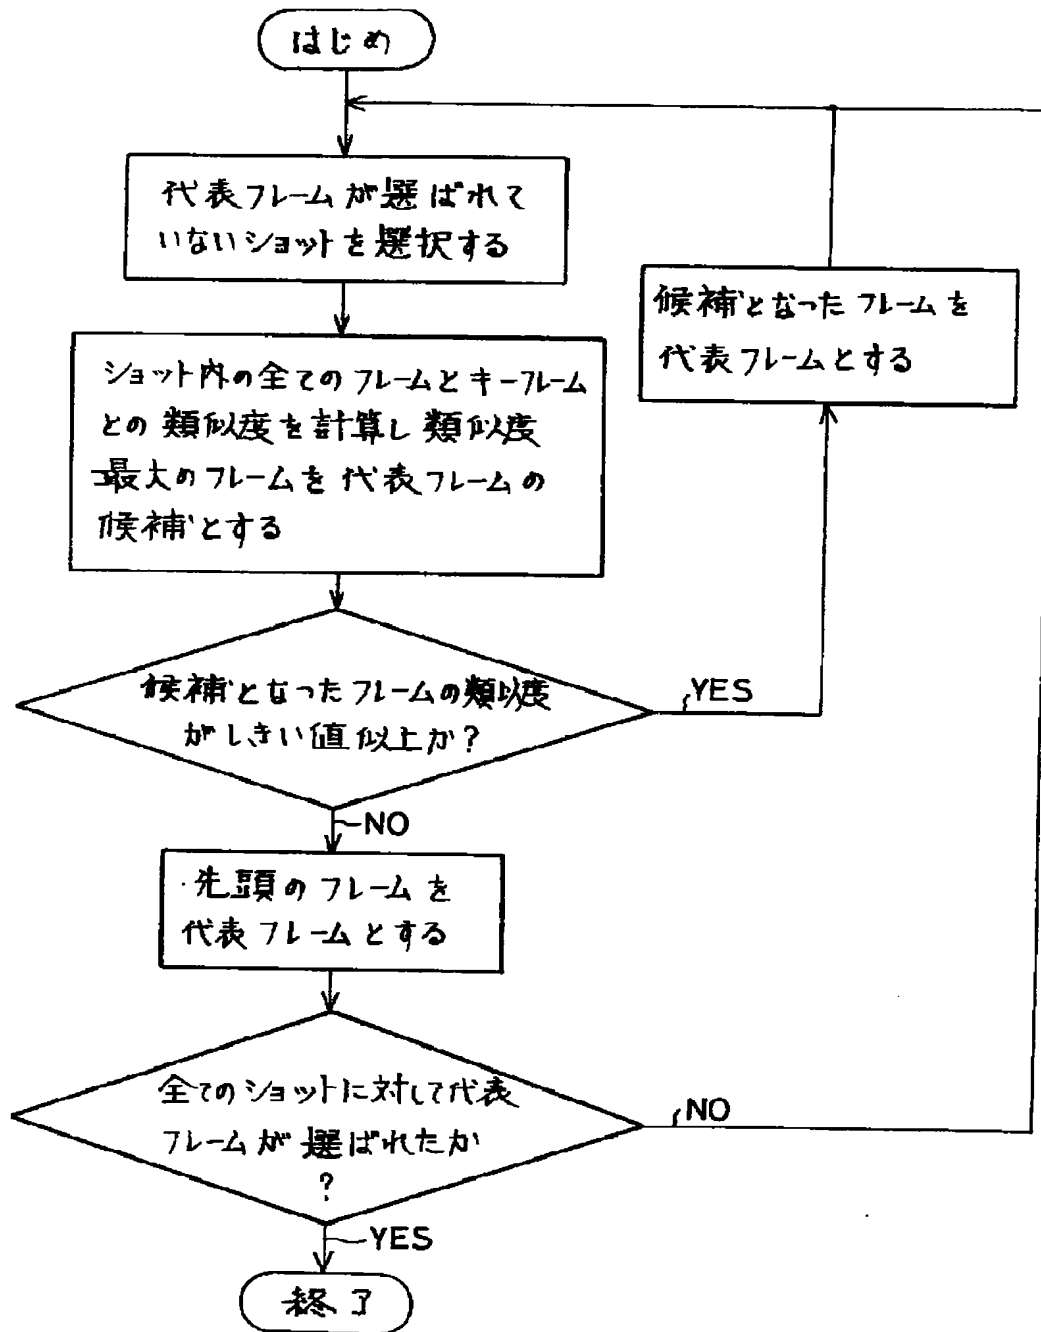 はじめ
代表フレームが選ばれて
いないショットを選択する
候補となったフレームを
代表フレームとする
ショット内の全てのフレームとキーフレーム
との類似度を計算し類似度
最大のフレームを代表フレームの
候補とする
候補となったフレームの類似度
がしきい値以上か?
YES
NO
先頭のフレームを
代表フレームとする
全てのショットに対して代表
フレームが選ばれたか
?
NO
YES
終了